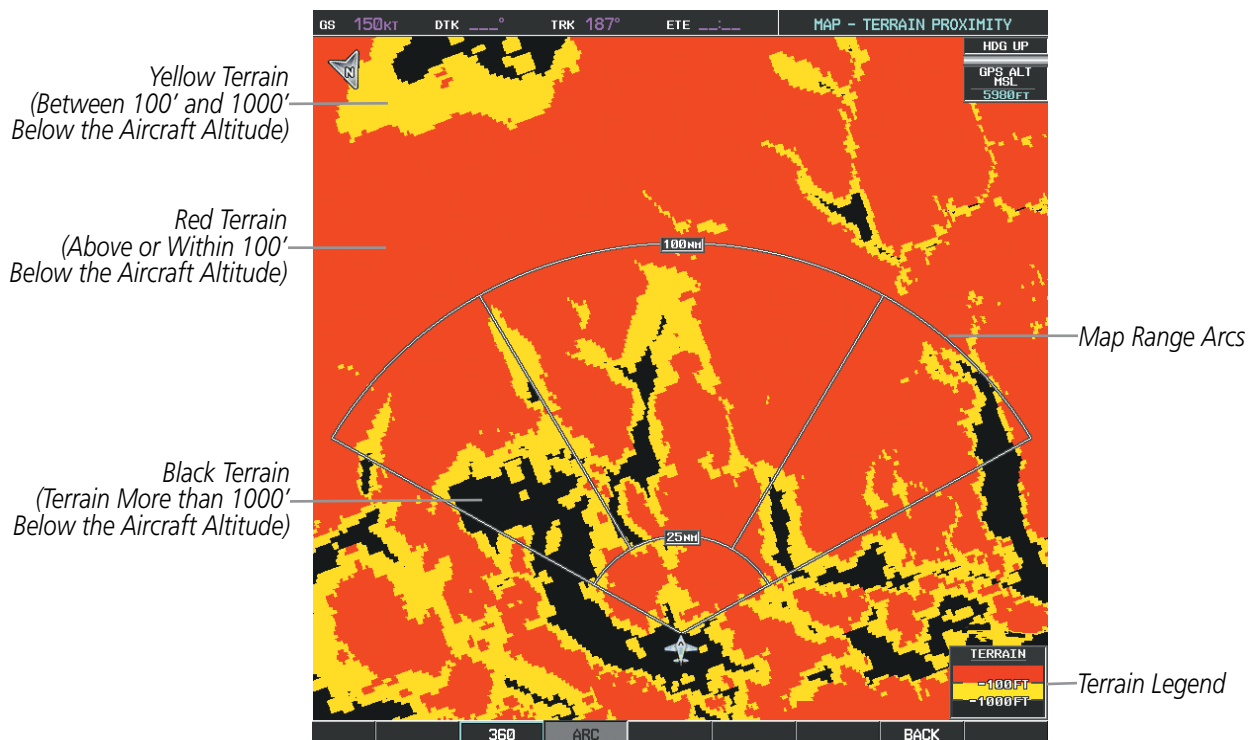 GS 150KT DTK ___° TRK 187° ETE __:__ MAP - TERRAIN PROXIMITY
HDG UP
N
GPS ALT
MSL
5980FT
Yellow Terrain
(Between 100' and 1000'
Below the Aircraft Altitude)
Red Terrain
(Above or Within 100'
Below the Aircraft Altitude)
100NM
Map Range Arcs
Black Terrain
(Terrain More than 1000'
Below the Aircraft Altitude)
25NM
TERRAIN
-100FT
-1000FT
Terrain Legend
360 ARC BACK